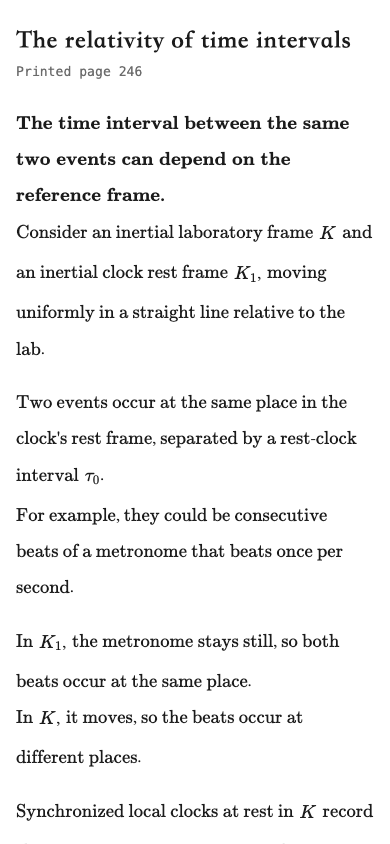 The relativity of time intervals
Printed page 246
The time interval between the same
two events can depend on the
reference frame.
Consider an inertial laboratory frame K and
an inertial clock rest frame K₁, moving
uniformly in a straight line relative to the
lab.
Two events occur at the same place in the
clock's rest frame, separated by a rest-clock
interval τ₀.
For example, they could be consecutive
beats of a metronome that beats once per
second.
In K₁, the metronome stays still, so both
beats occur at the same place.
In K, it moves, so the beats occur at
different places.
Synchronized local clocks at rest in K record